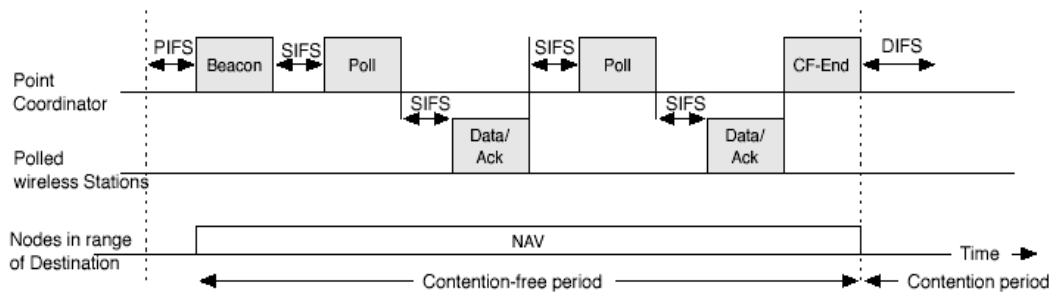 PIFS
SIFS
SIFS
DIFS
Beacon
Poll
Poll
CF-End
Point
Coordinator
SIFS
SIFS
Data/
Ack
Data/
Ack
Polled
wireless Stations
Nodes in range
of Destination
NAV
Time
Contention-free period
Contention period